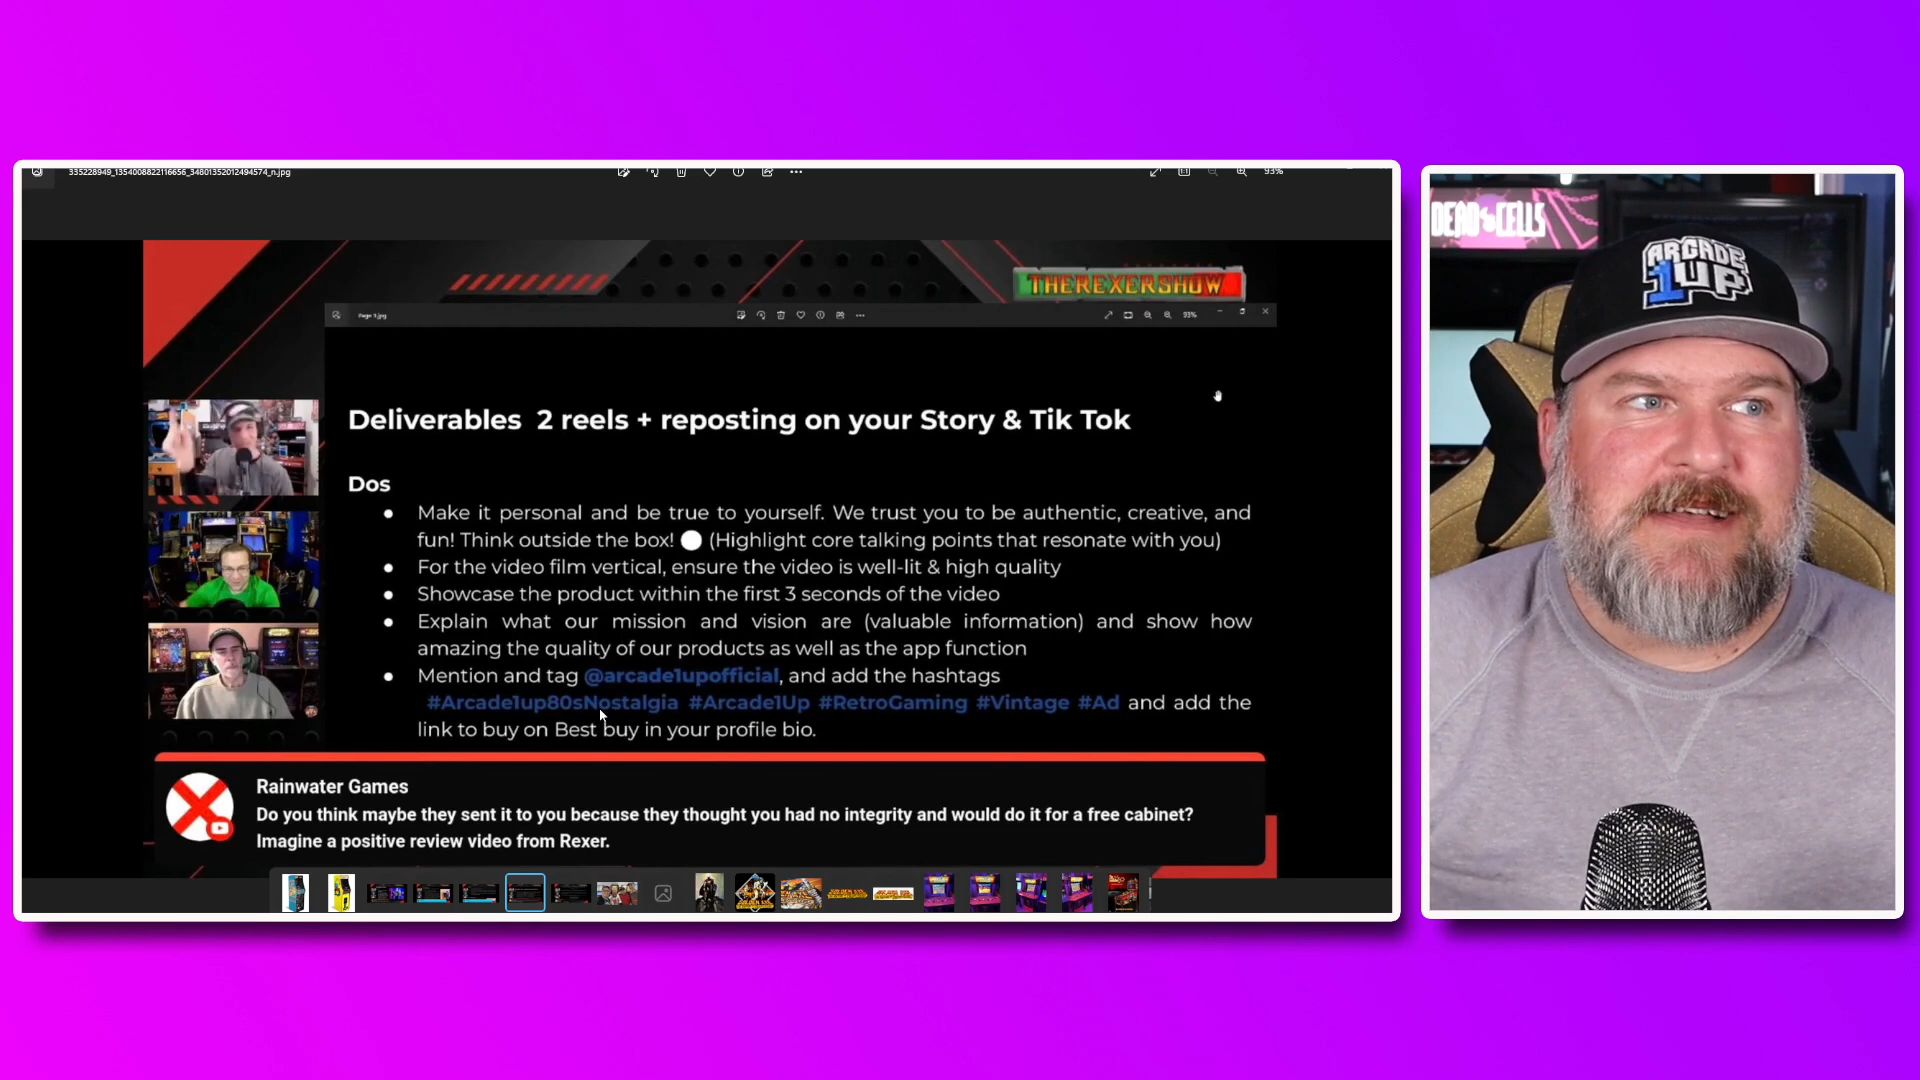 335228949_1354008822116656_34801352012494574_n.jpg
93%
THEREXERSHOW
Page 3.jpg
93%
Deliverables 2 reels + reposting on your Story & Tik Tok
Dos
Make it personal and be true to yourself. We trust you to be authentic, creative, and
fun! Think outside the box! (Highlight core talking points that resonate with you)
For the video film vertical, ensure the video is well-lit & high quality
Showcase the product within the first 3 seconds of the video
Explain what our mission and vision are (valuable information) and show how
amazing the quality of our products as well as the app function
Mention and tag @arcade1upofficial, and add the hashtags
#Arcade1up80sNostalgia #Arcade1Up #RetroGaming #Vintage #Ad and add the
link to buy on Best buy in your profile bio.
Rainwater Games
Do you think maybe they sent it to you because they thought you had no integrity and would do it for a free cabinet?
Imagine a positive review video from Rexer.
DEAD CELLS
ARCADE
1UP